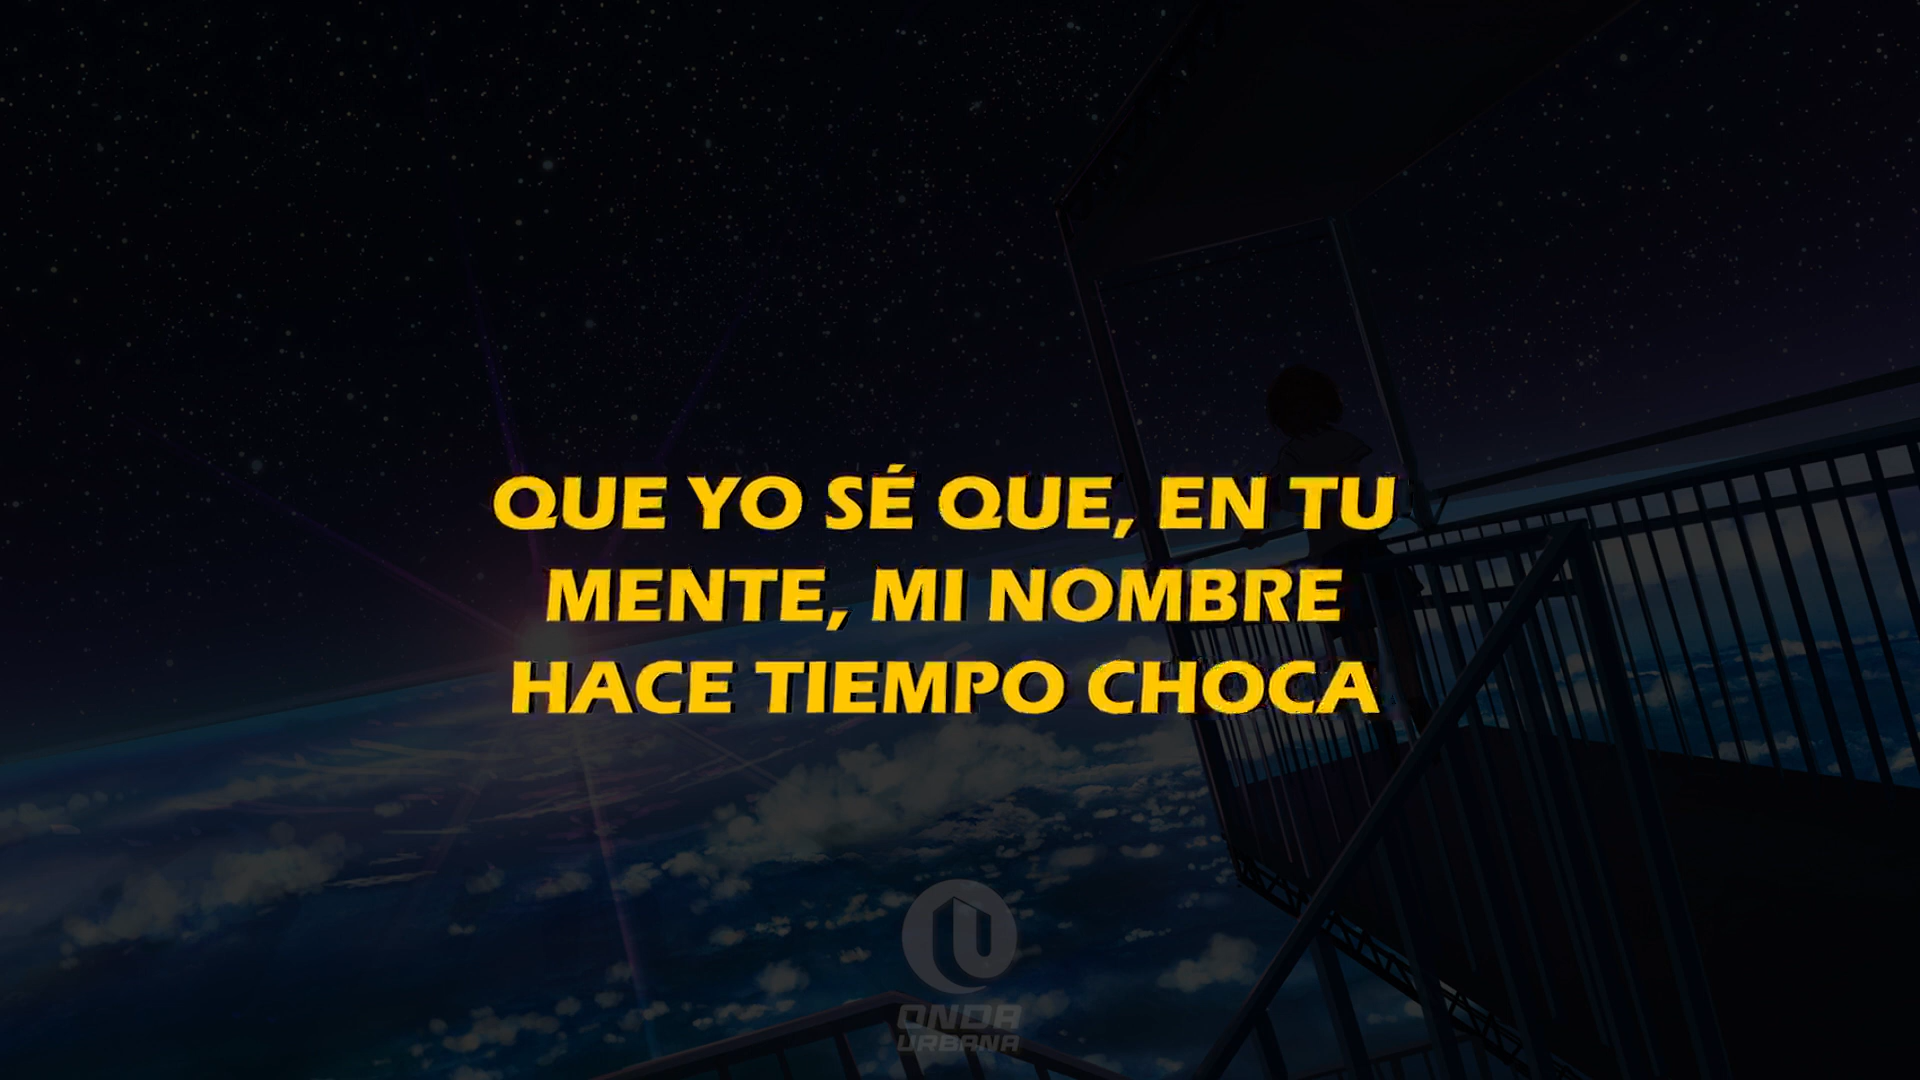 QUE YO SÉ QUE, EN TU
MENTE, MI NOMBRE
HACE TIEMPO CHOCA
ONDA
URBANA